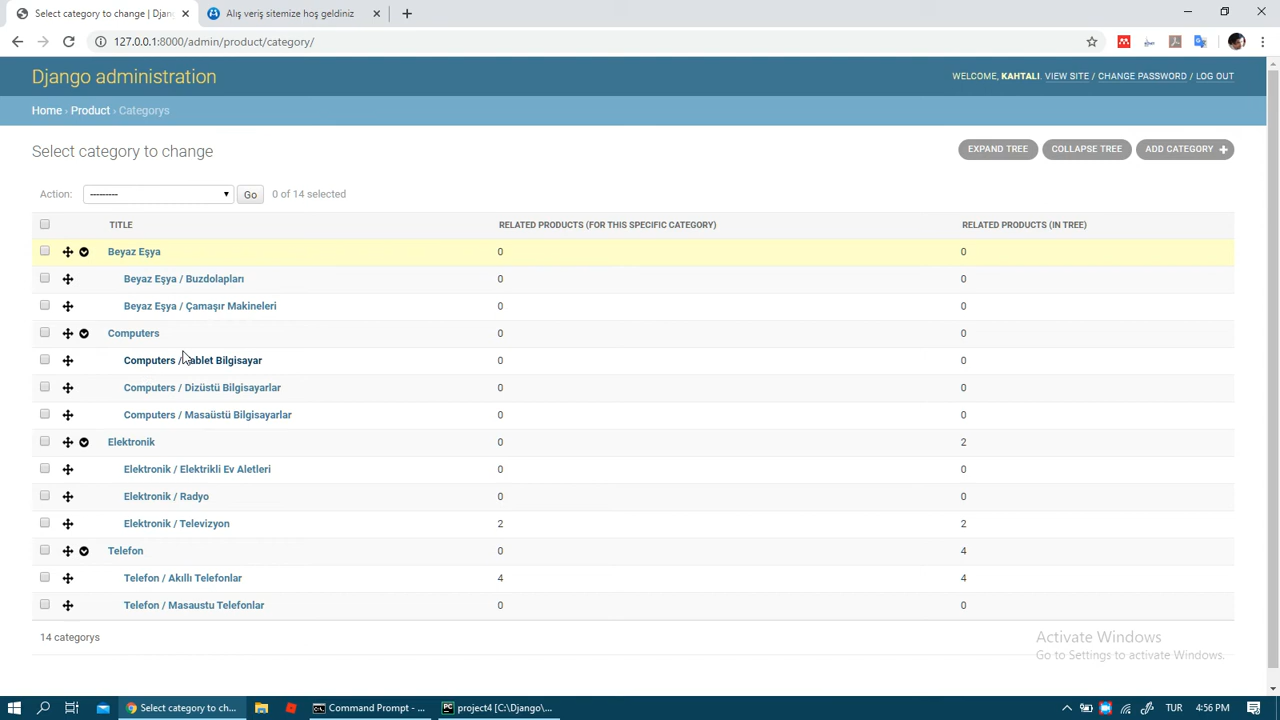 Select category to change | Djang
Alış veriş sitemize hoş geldiniz
127.0.0.1:8000/admin/product/category/
Django administration
WELCOME, KAHTALI. VIEW SITE / CHANGE PASSWORD / LOG OUT
Home › Product › Categorys
Select category to change
EXPAND TREE
COLLAPSE TREE
ADD CATEGORY
Action: --------- Go 0 of 14 selected
TITLE RELATED PRODUCTS (FOR THIS SPECIFIC CATEGORY) RELATED PRODUCTS (IN TREE)
Beyaz Eşya 0 0
Beyaz Eşya / Buzdolapları 0 0
Beyaz Eşya / Çamaşır Makineleri 0 0
Computers 0 0
Computers / Tablet Bilgisayar 0 0
Computers / Dizüstü Bilgisayarlar 0 0
Computers / Masaüstü Bilgisayarlar 0 0
Elektronik 0 2
Elektronik / Elektrikli Ev Aletleri 0 0
Elektronik / Radyo 0 0
Elektronik / Televizyon 2 2
Telefon 0 4
Telefon / Akıllı Telefonlar 4 4
Telefon / Masaustu Telefonlar 0 0
14 categorys
Activate Windows
Go to Settings to activate Windows.
Select category to ch...
Command Prompt - ...
project4 [C:\Django\...
TUR
4:56 PM